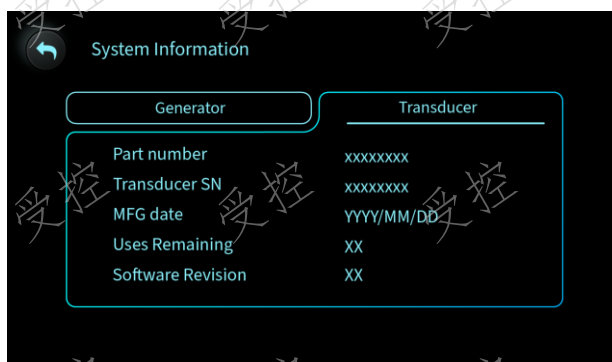 System Information
Generator
Transducer
Part number xxxxxxxx
Transducer SN xxxxxxxx
MFG date YYYY/MM/DD
Uses Remaining XX
Software Revision XX
受控
受控
受控
受控
受控
受控